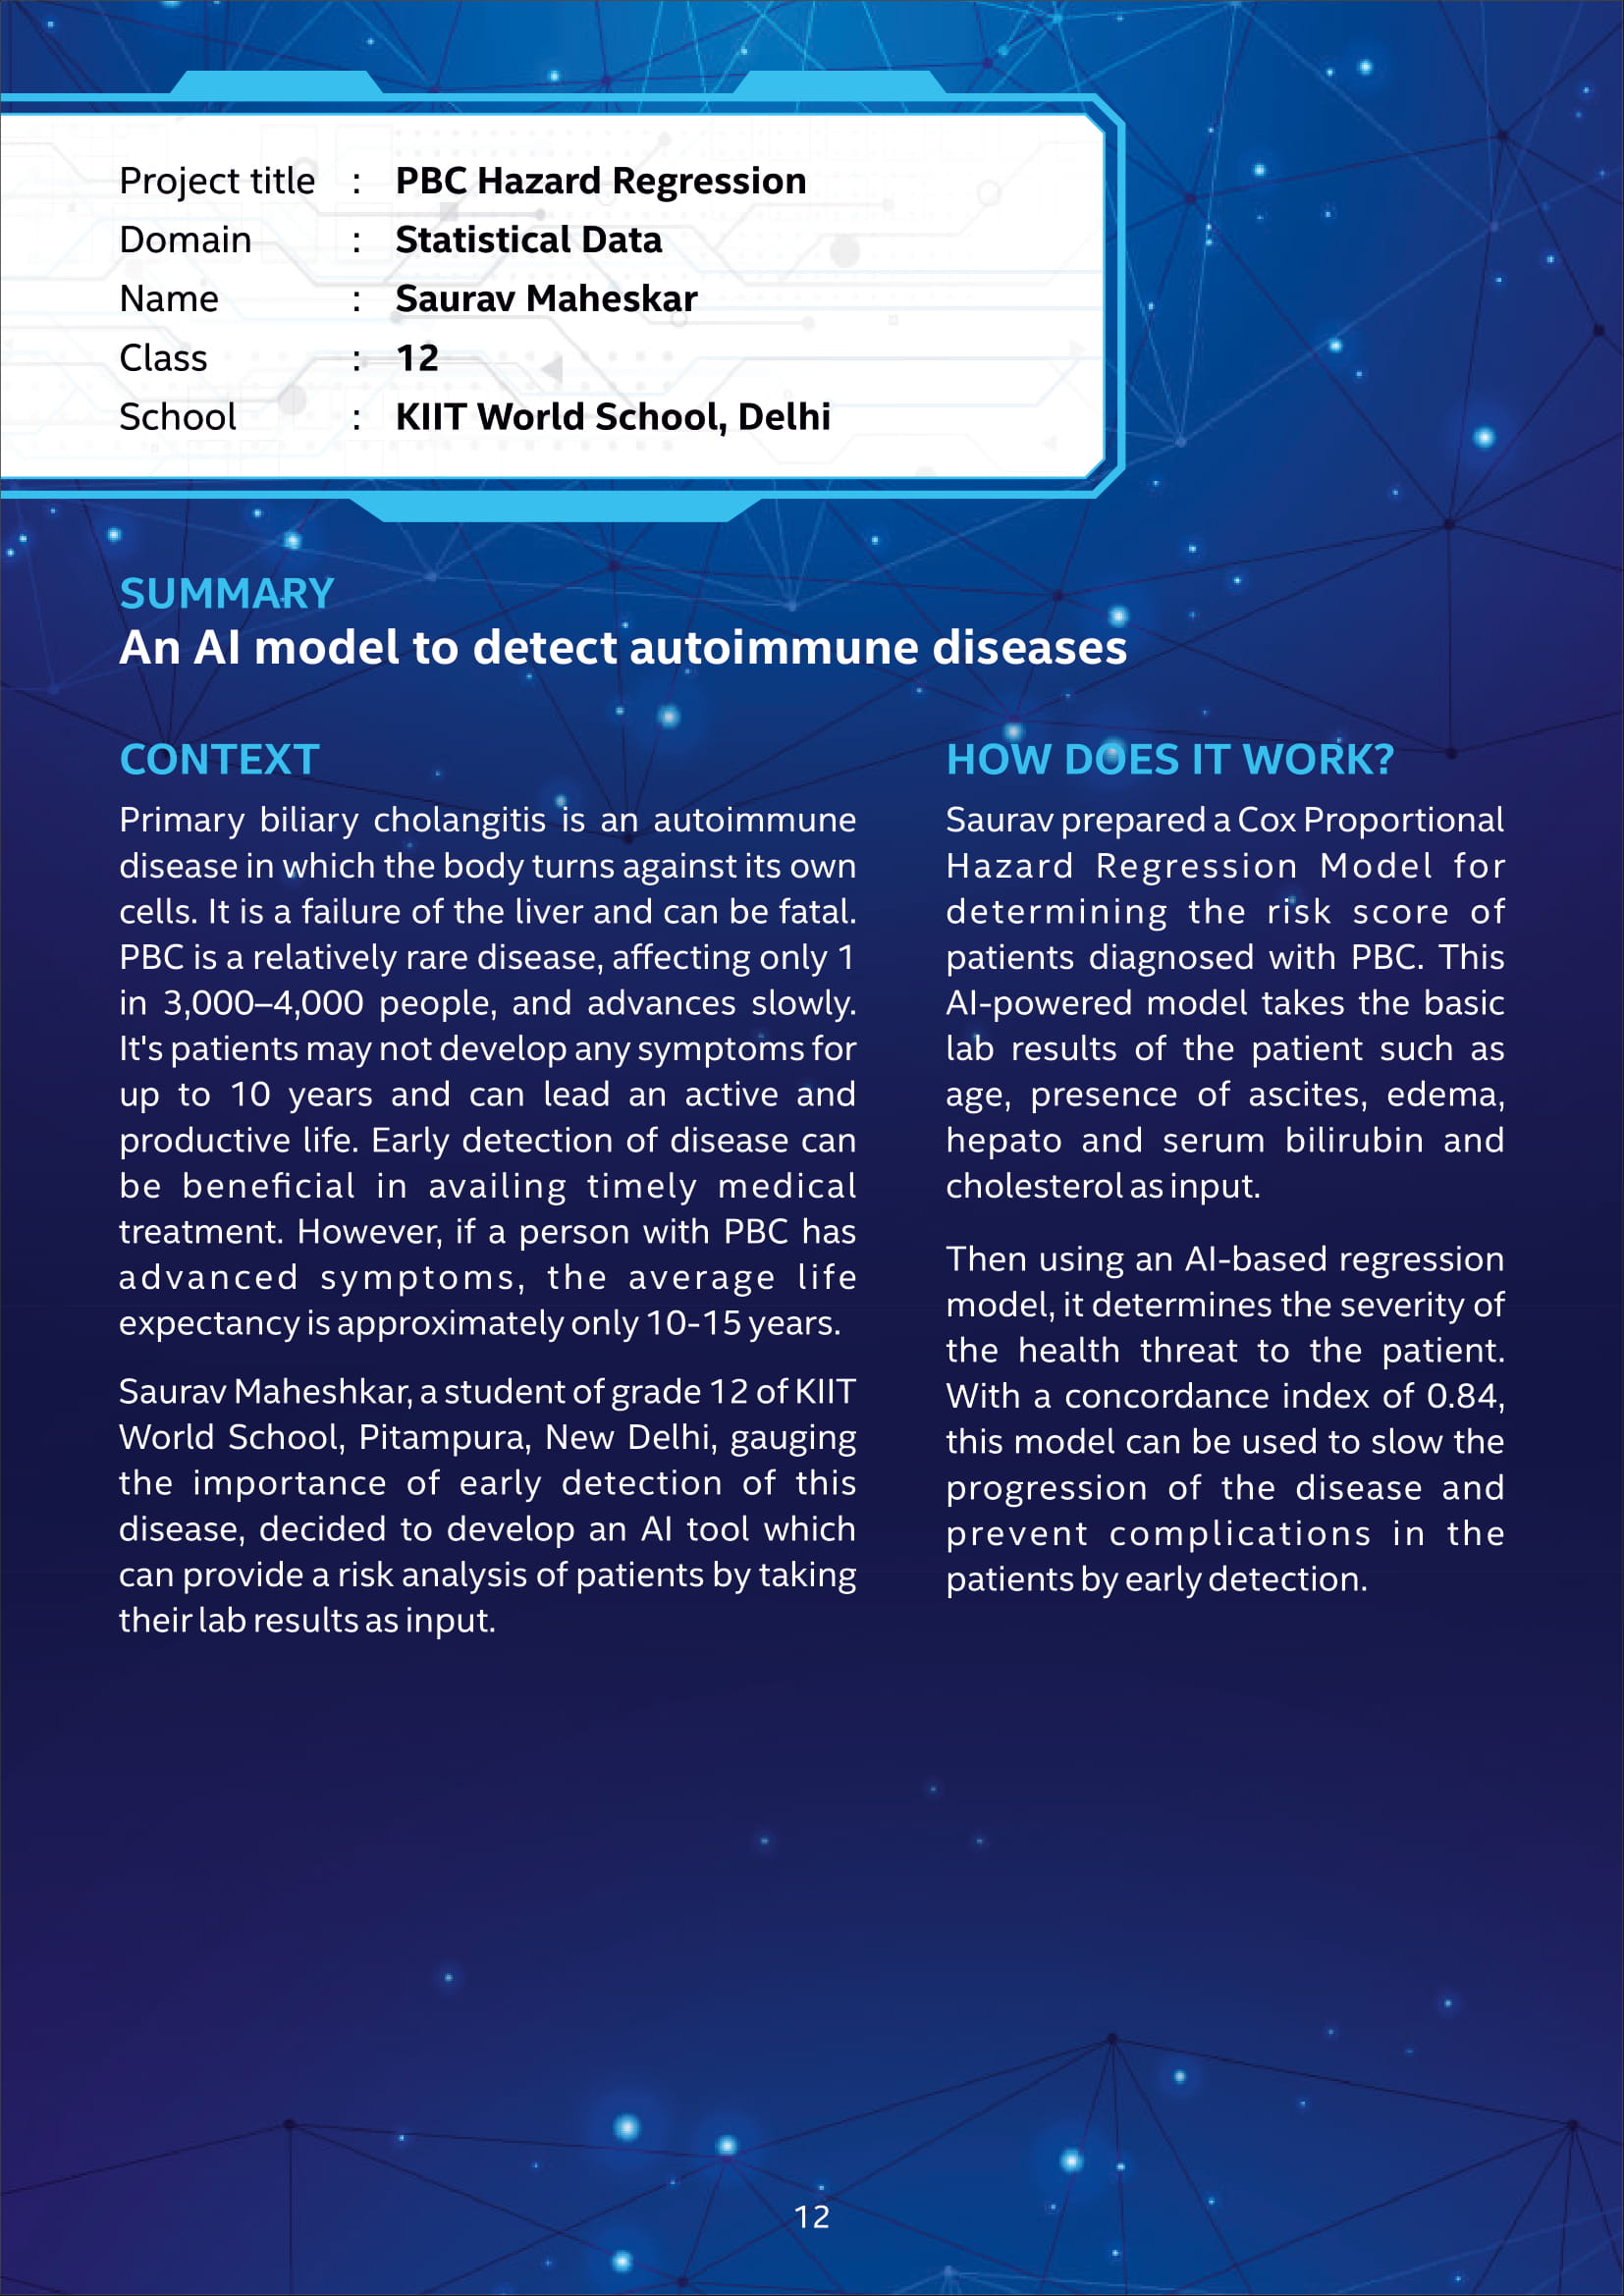 Project title : PBC Hazard Regression
Domain : Statistical Data
Name : Saurav Maheskar
Class : 12
School : KIIT World School, Delhi
SUMMARY
An AI model to detect autoimmune diseases
CONTEXT
Primary biliary cholangitis is an autoimmune
disease in which the body turns against its own
cells. It is a failure of the liver and can be fatal.
PBC is a relatively rare disease, affecting only 1
in 3,000–4,000 people, and advances slowly.
It's patients may not develop any symptoms for
up to 10 years and can lead an active and
productive life. Early detection of disease can
be beneficial in availing timely medical
treatment. However, if a person with PBC has
advanced symptoms, the average life
expectancy is approximately only 10-15 years.
Saurav Maheshkar, a student of grade 12 of KIIT
World School, Pitampura, New Delhi, gauging
the importance of early detection of this
disease, decided to develop an AI tool which
can provide a risk analysis of patients by taking
their lab results as input.
HOW DOES IT WORK?
Saurav prepared a Cox Proportional
Hazard Regression Model for
determining the risk score of
patients diagnosed with PBC. This
AI-powered model takes the basic
lab results of the patient such as
age, presence of ascites, edema,
hepato and serum bilirubin and
cholesterol as input.
Then using an AI-based regression
model, it determines the severity of
the health threat to the patient.
With a concordance index of 0.84,
this model can be used to slow the
progression of the disease and
prevent complications in the
patients by early detection.
12